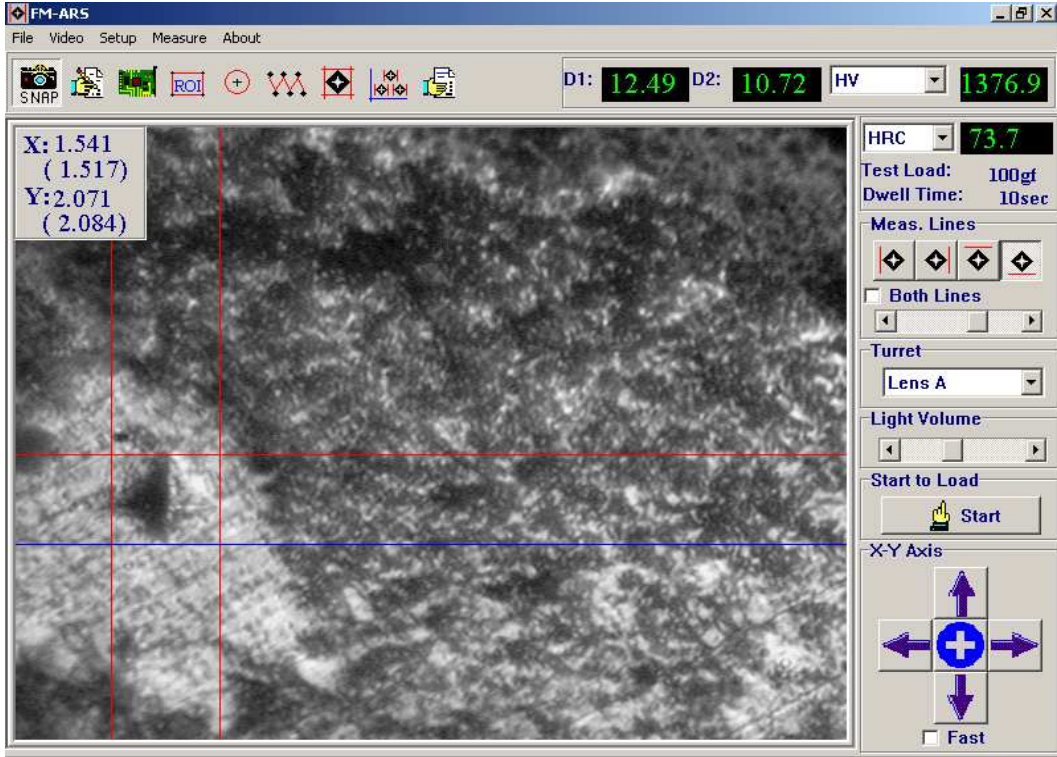 FM-ARS
File Video Setup Measure About
SNAP ROI D1: 12.49 D2: 10.72 HV 1376.9
X: 1.541
( 1.517)
Y: 2.071
( 2.084)
HRC 73.7
Test Load: 100gf
Dwell Time: 10sec
Meas. Lines
Both Lines
Turret
Lens A
Light Volume
Start to Load
Start
X-Y Axis
Fast